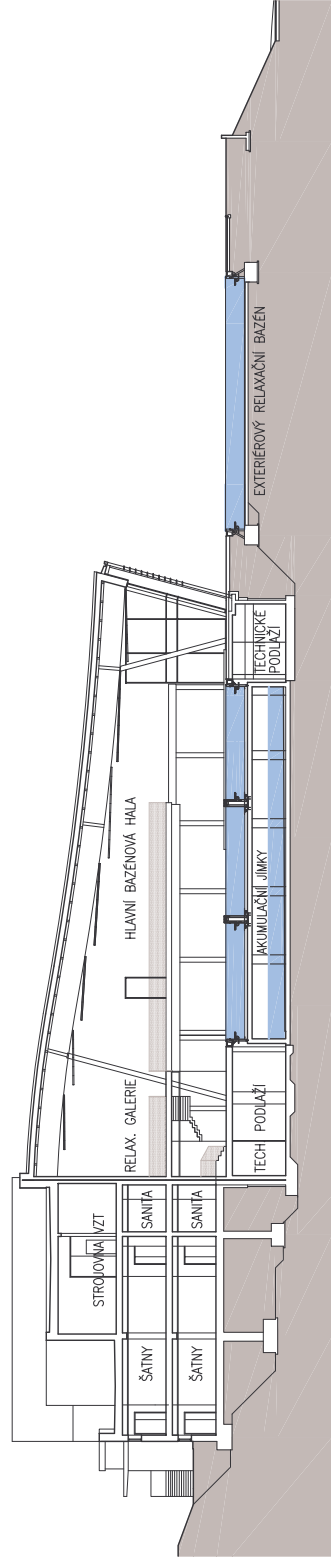 STROJOVNA VZT
ŠATNY
SANITA
ŠATNY
SANITA
RELAX. GALERIE
HLAVNÍ BAZÉNOVÁ HALA
TECH PODLAŽÍ
AKUMULAČNÍ JÍMKY
TECHNICKÉ
PODLAŽÍ
EXTERIÉROVÝ RELAXAČNÍ BAZÉN